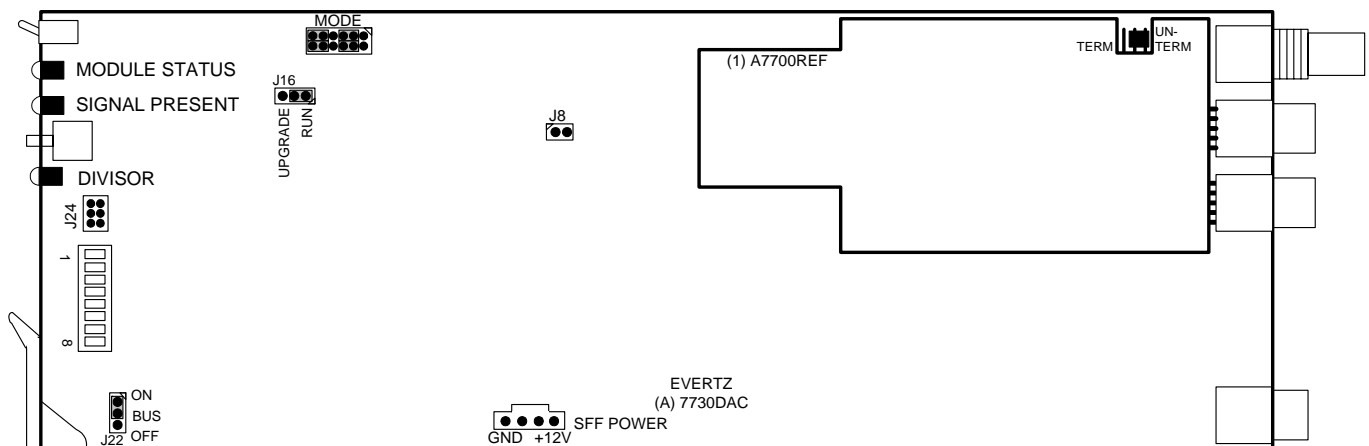 MODE
MODULE STATUS
SIGNAL PRESENT
DIVISOR
J16
UPGRADE
RUN
J8
(1) A7700REF
TERM
UN-
TERM
J24
1
8
ON
BUS
OFF
J22
GND +12V
SFF POWER
EVERTZ
(A) 7730DAC